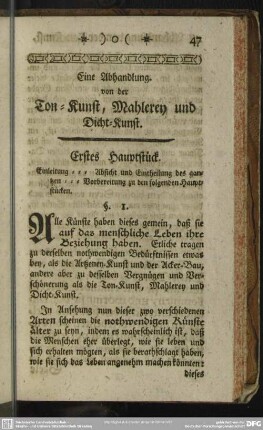 * ) o ( * 47
Eine Abhandlung
von der
Ton-Kunst, Mahlerey und
Dicht-Kunst.
Erstes Hauptstück.
Einleitung - - - Absicht und Eintheilung des gan-
zen - - - Vorbereitung zu den folgenden Haupt-
stücken.
§. 1.
Alle Künste haben dieses gemein, daß sie
auf das menschliche Leben ihre
Beziehung haben. Etliche tragen
zu derselben nothwendigen Bedürftnissen etwas
bey, als die Artzeney-Kunst und der Acker-Bau,
andere aber zu desselben Vergnügen und Ver-
schönerung als die Ton-Kunst, Mahlerey und
Dicht-Kunst.
In Ansehung nun dieser zwo verschiedenen
Arten scheinen die nothwendigen Künste
älter zu seyn, indem es wahrscheinlich ist, daß
die Menschen eher überlegt, wie sie leben und
sich erhalten mögten, als sie berathschlagt haben,
wie sie sich das Leben angenehm machen könnten:
dieses
DFG